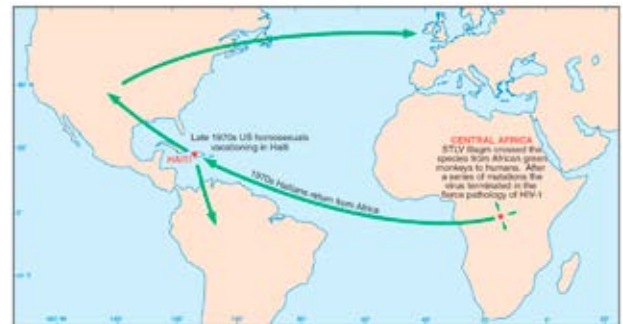 Late 1970s US homosexuals
vacationing in Haiti
HAITI
1970s Haitians return from Africa
CENTRAL AFRICA
STLV IIIagm crossed the
species from African green
monkeys to humans. After
a series of mutations the
virus terminated in the
fierce pathology of HIV-1